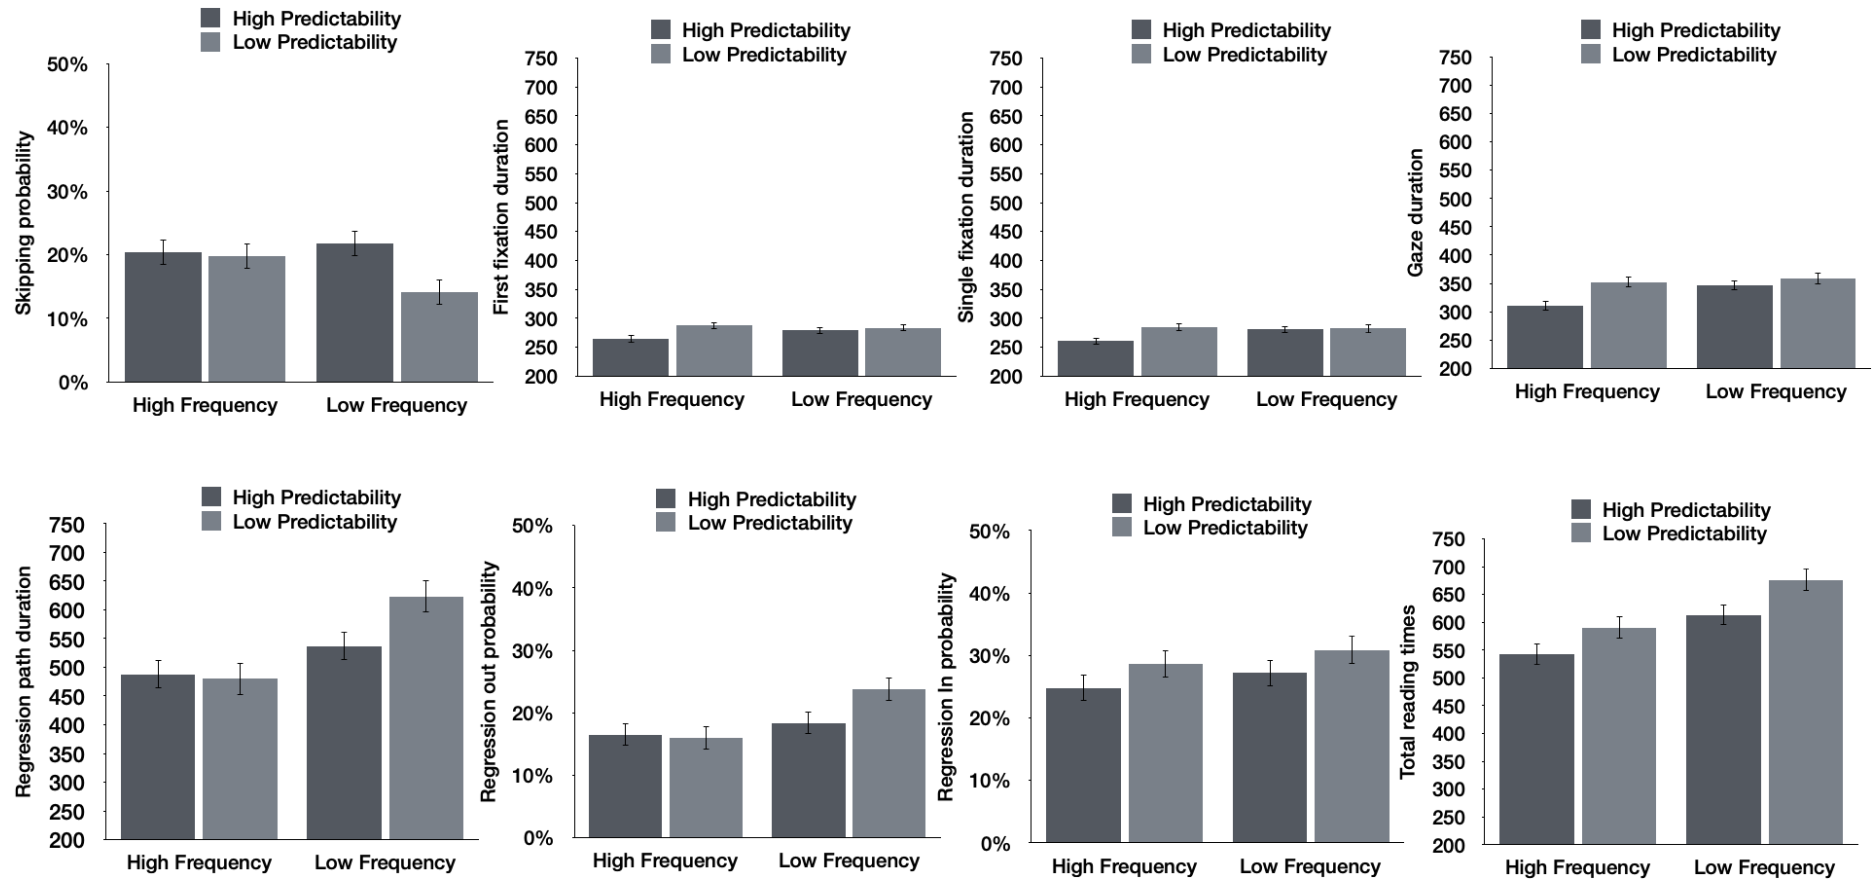 High Predictability
Low Predictability
50%
40%
30%
20%
10%
0%
Skipping probability
High Frequency
Low Frequency
High Predictability
Low Predictability
750
700
650
600
550
500
450
400
350
300
250
200
First fixation duration
High Frequency
Low Frequency
High Predictability
Low Predictability
750
700
650
600
550
500
450
400
350
300
250
200
Single fixation duration
High Frequency
Low Frequency
High Predictability
Low Predictability
750
700
650
600
550
500
450
400
350
300
250
200
Gaze duration
High Frequency
Low Frequency
High Predictability
Low Predictability
750
700
650
600
550
500
450
400
350
300
250
200
Regression path duration
High Frequency
Low Frequency
High Predictability
Low Predictability
50%
40%
30%
20%
10%
0%
Regression out probability
High Frequency
Low Frequency
High Predictability
Low Predictability
50%
40%
30%
20%
10%
0%
Regression In probability
High Frequency
Low Frequency
High Predictability
Low Predictability
750
700
650
600
550
500
450
400
350
300
250
200
Total reading times
High Frequency
Low Frequency